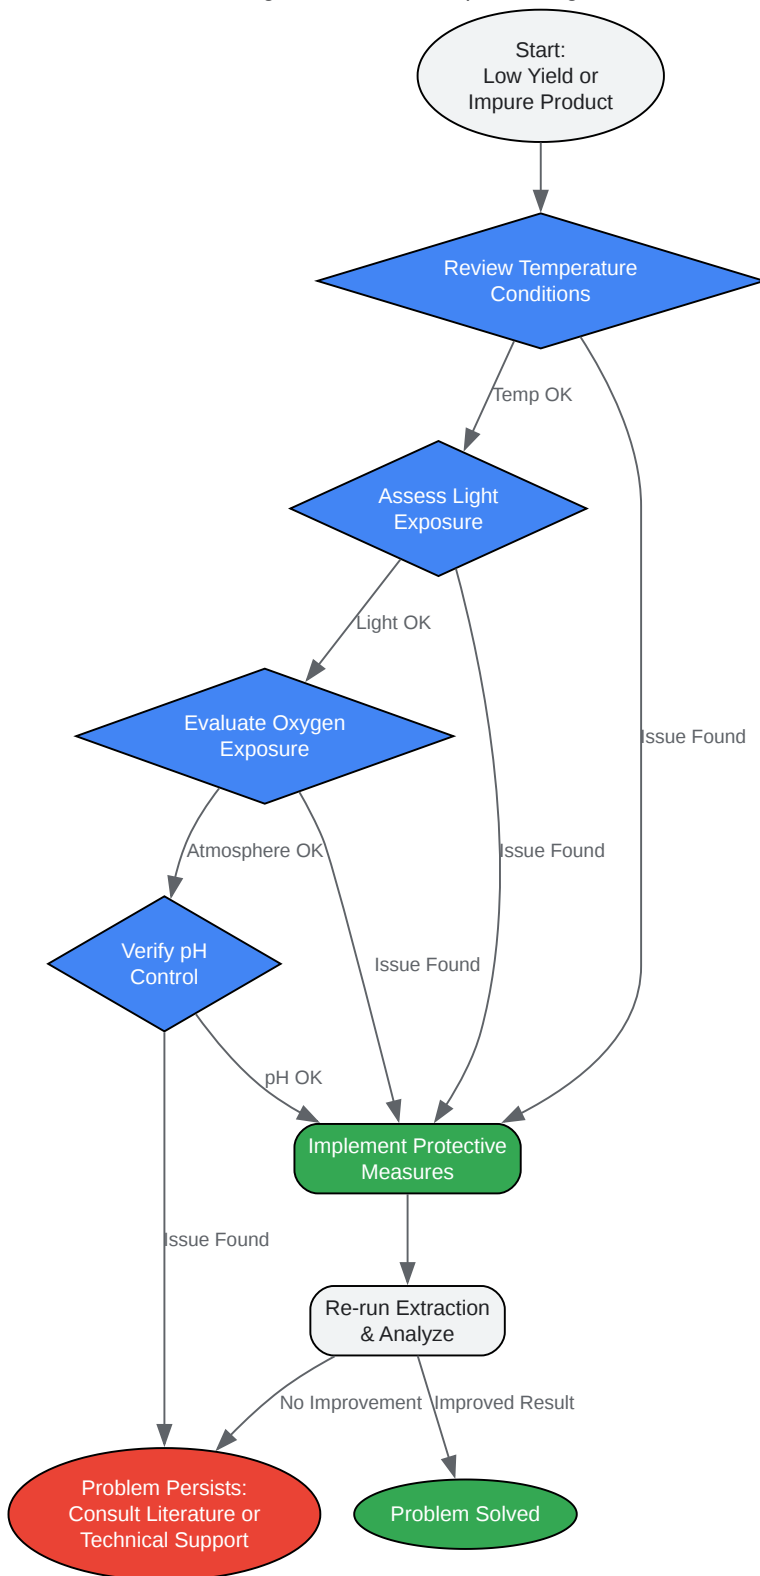 Start:
Low Yield or
Impure Product
Review Temperature
Conditions
Temp OK
Assess Light
Exposure
Light OK
Evaluate Oxygen
Exposure
Issue Found
Atmosphere OK
Issue Found
Verify pH
Control
Issue Found
pH OK
Implement Protective
Measures
Issue Found
Re-run Extraction
& Analyze
No Improvement
Improved Result
Problem Persists:
Consult Literature or
Technical Support
Problem Solved